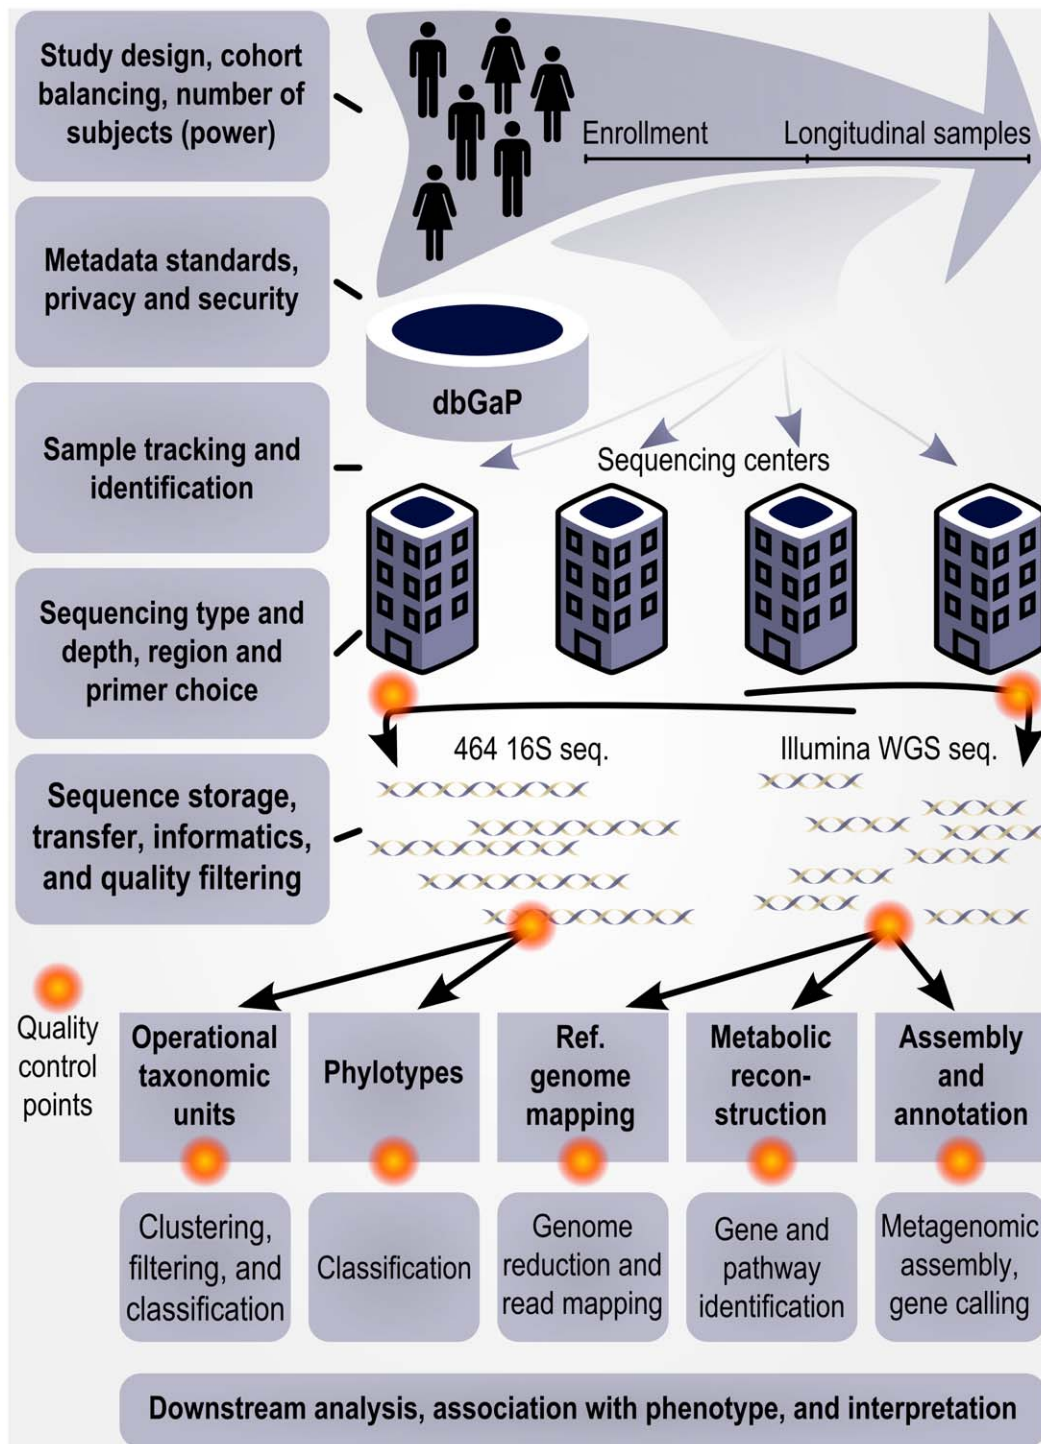 Study design, cohort
balancing, number of
subjects (power)
Enrollment
Longitudinal samples
Metadata standards,
privacy and security
dbGaP
Sample tracking and
identification
Sequencing centers
Sequencing type and
depth, region and
primer choice
464 16S seq.
Illumina WGS seq.
Sequence storage,
transfer, informatics,
and quality filtering
Quality
control
points
Operational
taxonomic
units
Phylotypes
Ref.
genome
mapping
Metabolic
recon-
struction
Assembly
and
annotation
Clustering,
filtering, and
classification
Classification
Genome
reduction and
read mapping
Gene and
pathway
identification
Metagenomic
assembly,
gene calling
Downstream analysis, association with phenotype, and interpretation